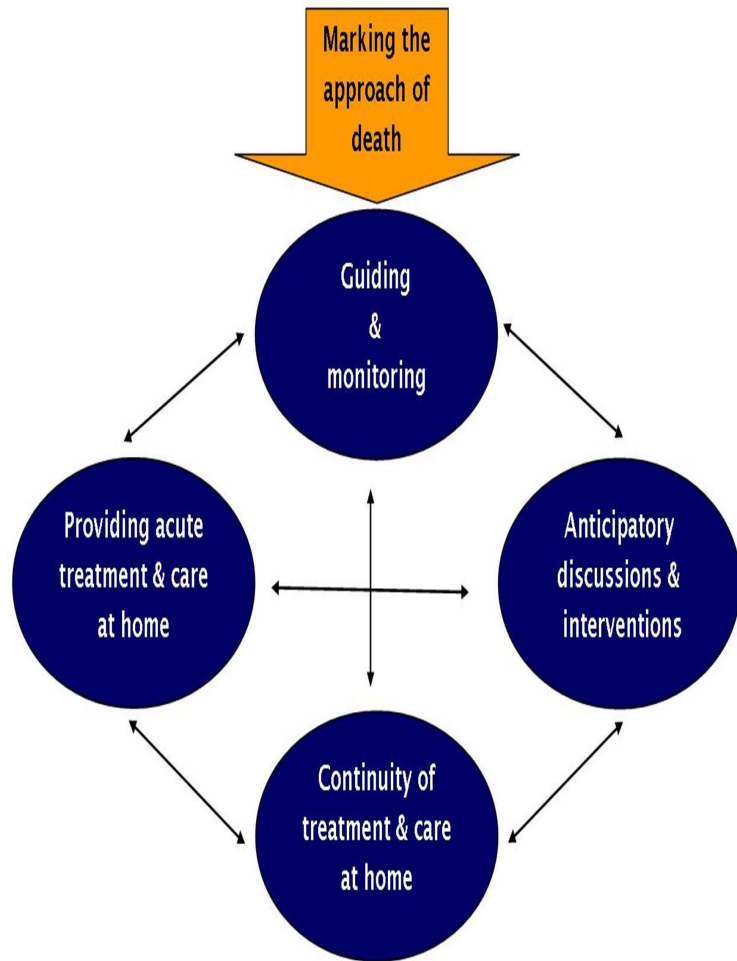 Marking the
approach of
death
Guiding
&
monitoring
Providing acute
treatment & care
at home
Anticipatory
discussions &
interventions
Continuity of
treatment & care
at home